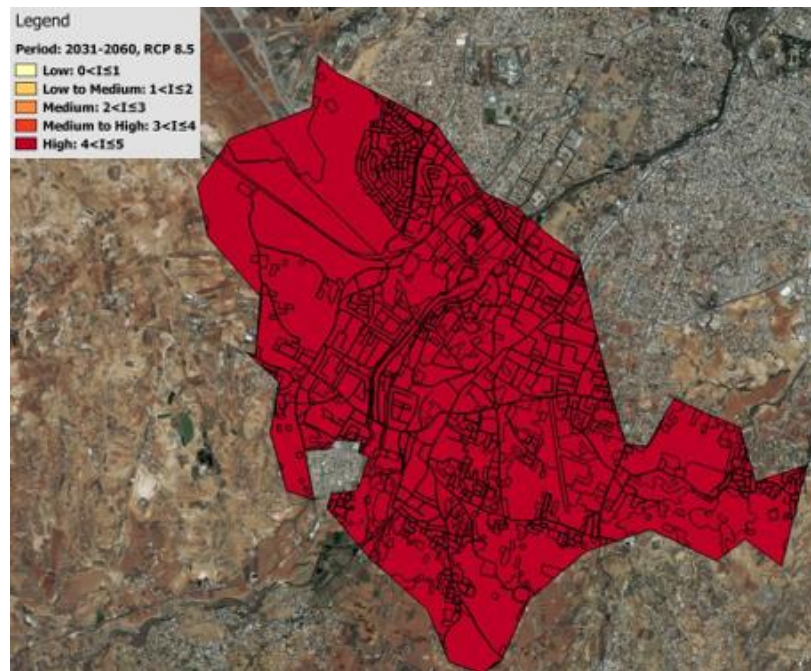 Legend
Period: 2031-2060, RCP 8.5
Low: 0<I≤1
Low to Medium: 1<I≤2
Medium: 2<I≤3
Medium to High: 3<I≤4
High: 4<I≤5